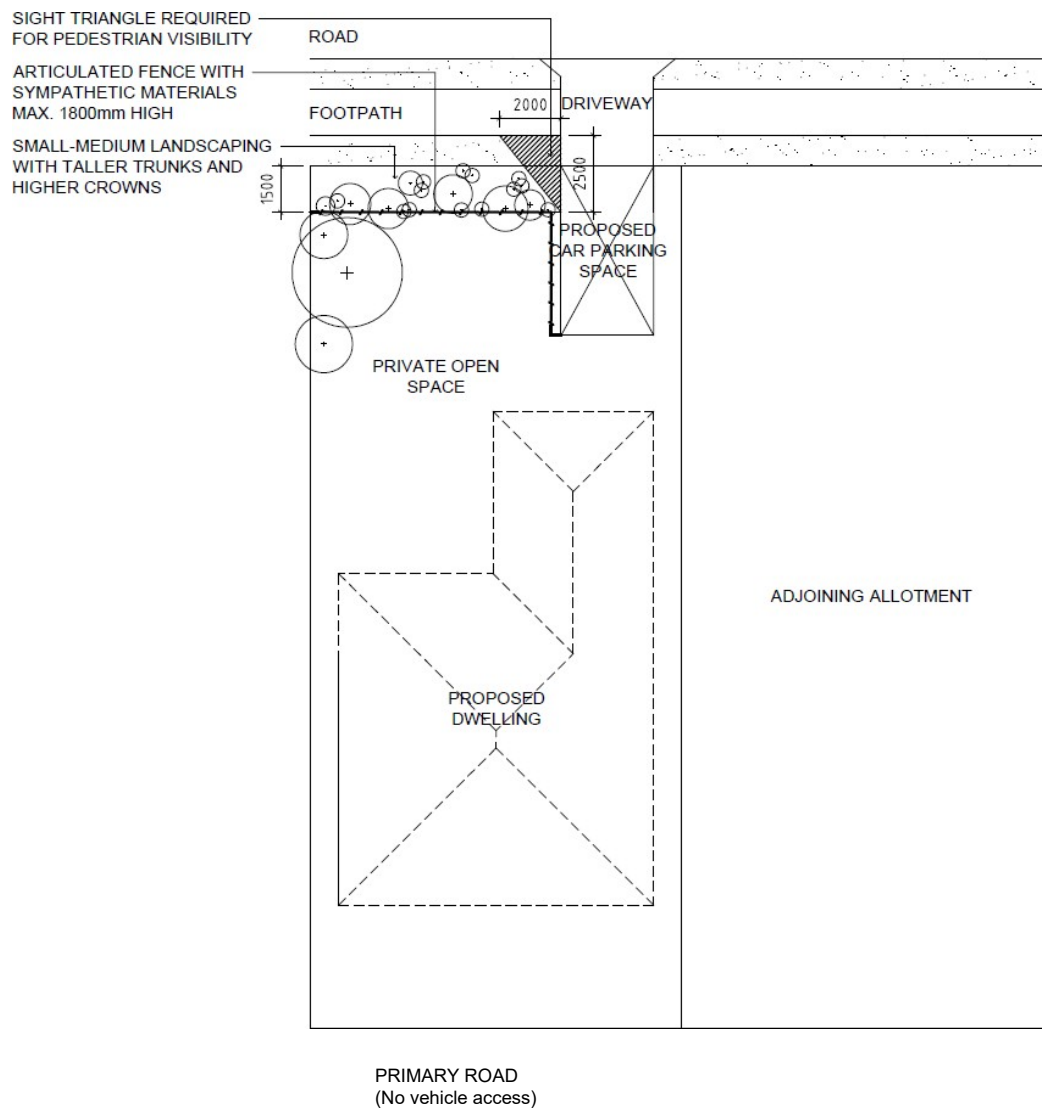 SIGHT TRIANGLE REQUIRED
FOR PEDESTRIAN VISIBILITY
ROAD
ARTICULATED FENCE WITH
SYMPATHETIC MATERIALS
MAX. 1800mm HIGH
2000
DRIVEWAY
FOOTPATH
SMALL-MEDIUM LANDSCAPING
WITH TALLER TRUNKS AND
HIGHER CROWNS
1500
2500
PROPOSED
CAR PARKING
SPACE
PRIVATE OPEN
SPACE
ADJOINING ALLOTMENT
PROPOSED
DWELLING
PRIMARY ROAD
(No vehicle access)